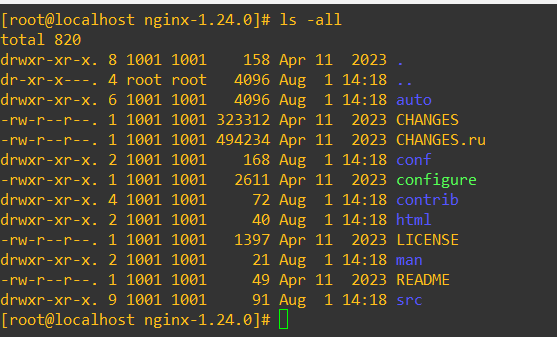 [root@localhost nginx-1.24.0]# ls -all
total 820
drwxr-xr-x. 8 1001 1001    158 Apr 11  2023 .
dr-xr-x---. 4 root root   4096 Aug  1 14:18 ..
drwxr-xr-x. 6 1001 1001   4096 Aug  1 14:18 auto
-rw-r--r--. 1 1001 1001 323312 Apr 11  2023 CHANGES
-rw-r--r--. 1 1001 1001 494234 Apr 11  2023 CHANGES.ru
drwxr-xr-x. 2 1001 1001    168 Aug  1 14:18 conf
-rwxr-xr-x. 1 1001 1001   2611 Apr 11  2023 configure
drwxr-xr-x. 4 1001 1001     72 Aug  1 14:18 contrib
drwxr-xr-x. 2 1001 1001     40 Aug  1 14:18 html
-rw-r--r--. 1 1001 1001   1397 Apr 11  2023 LICENSE
drwxr-xr-x. 2 1001 1001     21 Aug  1 14:18 man
-rw-r--r--. 1 1001 1001     49 Apr 11  2023 README
drwxr-xr-x. 9 1001 1001     91 Aug  1 14:18 src
[root@localhost nginx-1.24.0]#